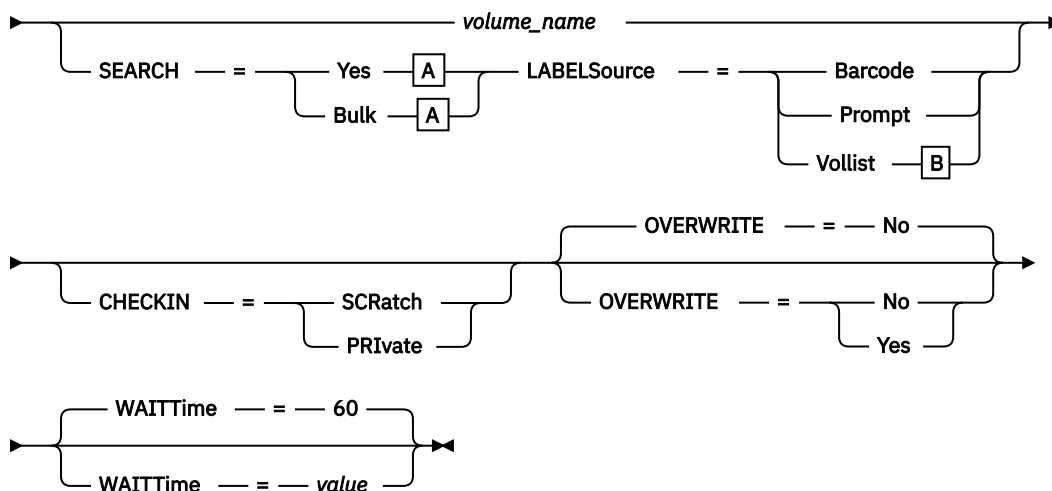 volume_name
SEARCH = Yes A LABELSource = Barcode
Bulk A Prompt
Vollist B
OVERWRITE = No
CHECKIN = SCRatch OVERWRITE = No
PRIvate Yes
WAITTime = 60
WAITTime = value